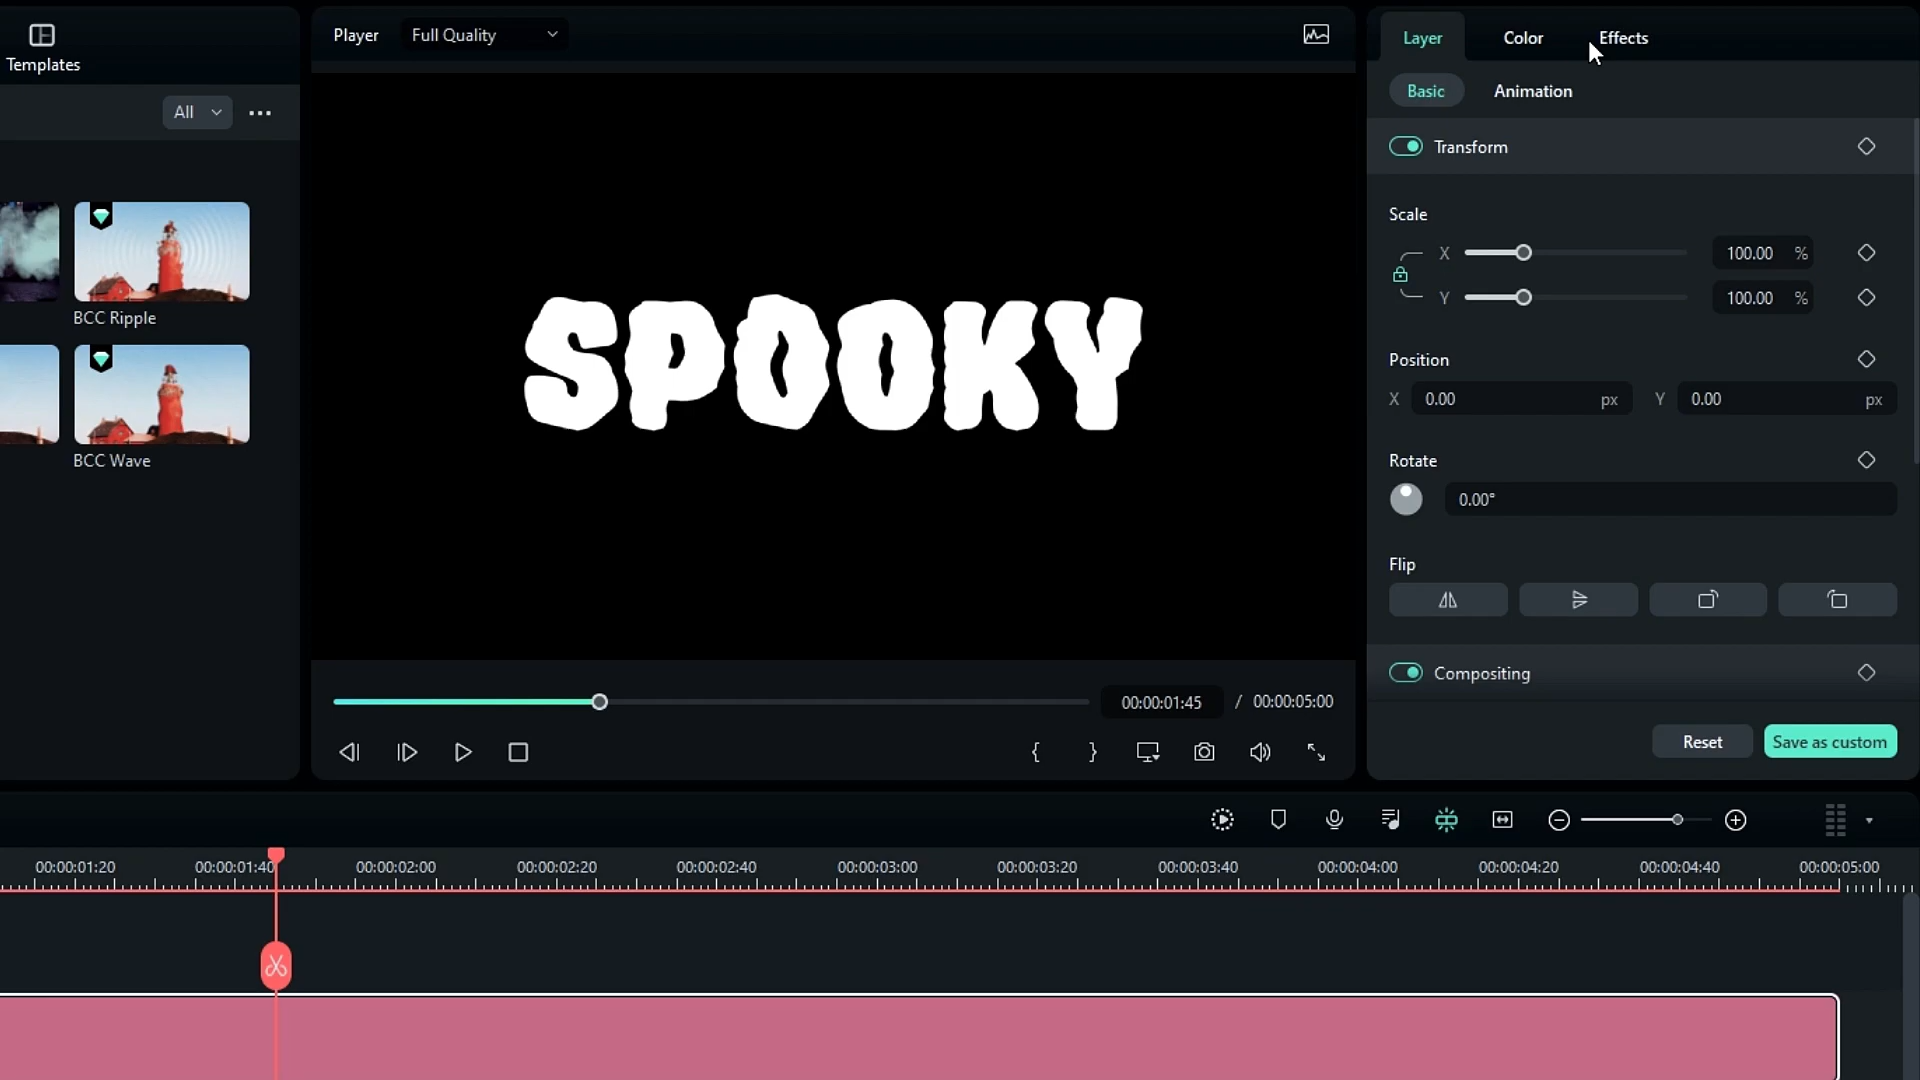 Templates
Player
Full Quality
Layer
Color
Effects
All
Basic
Animation
Transform
Scale
X
100.00 %
Y
100.00 %
BCC Ripple
Position
X 0.00 px Y 0.00 px
BCC Wave
Rotate
0.00°
Flip
SPOOKY
Compositing
00:00:01:45 / 00:00:05:00
{ }
Reset
Save as custom
00:00:01:20 00:00:01:40 00:00:02:00 00:00:02:20 00:00:02:40 00:00:03:00 00:00:03:20 00:00:03:40 00:00:04:00 00:00:04:20 00:00:04:40 00:00:05:00